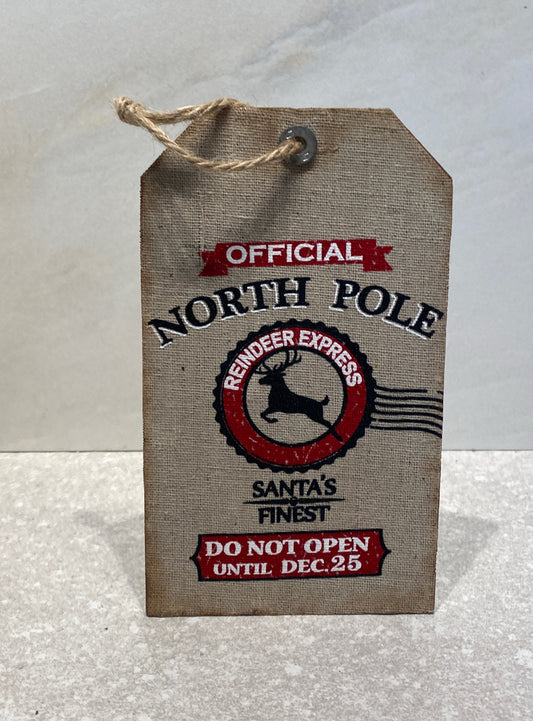 OFFICIAL
NORTH POLE
REINDEER EXPRESS
SANTA'S
FINEST
DO NOT OPEN
UNTIL DEC.25